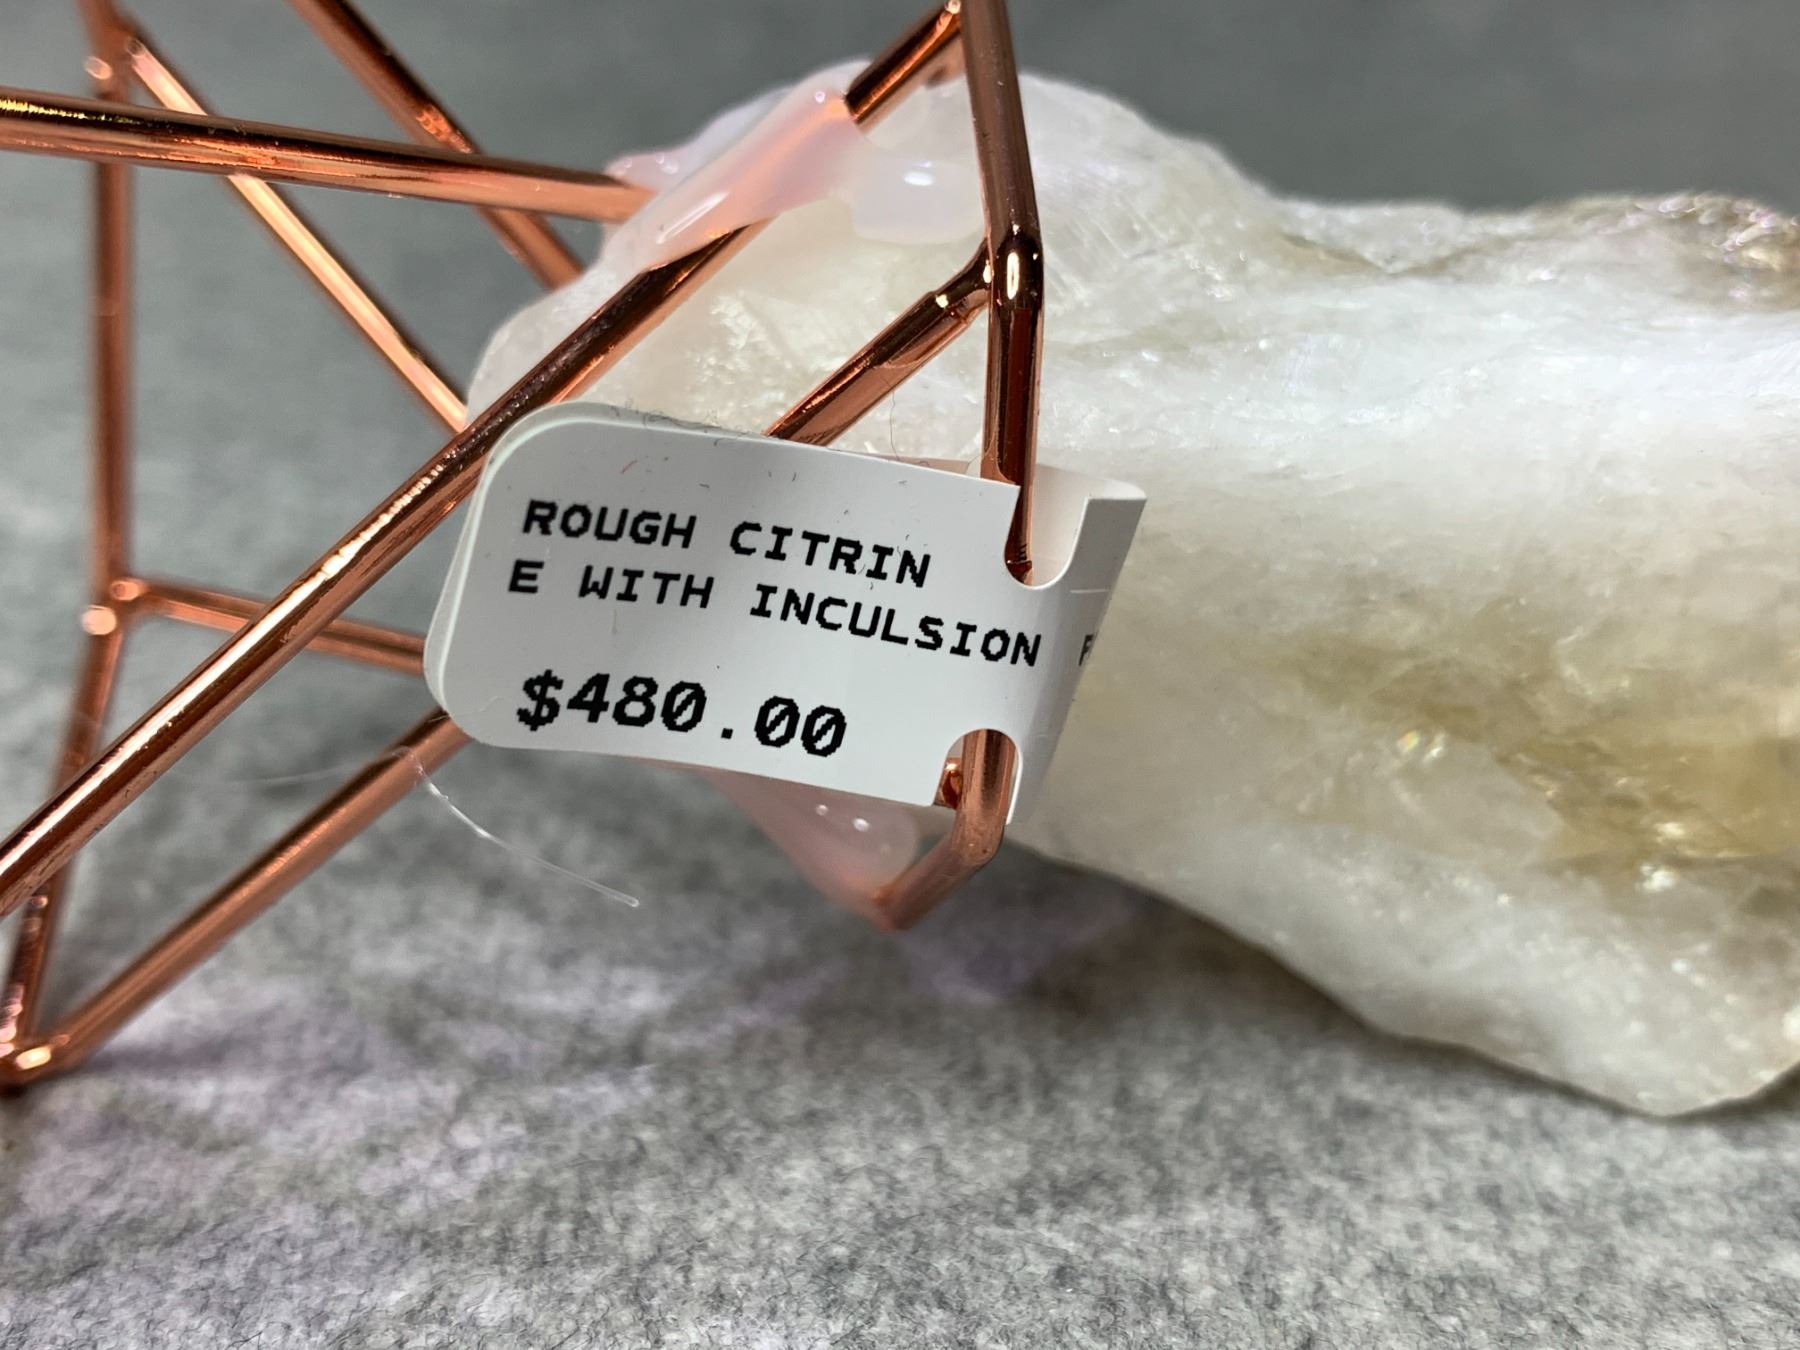 ROUGH CITRIN
E WITH INCULSION
$480.00